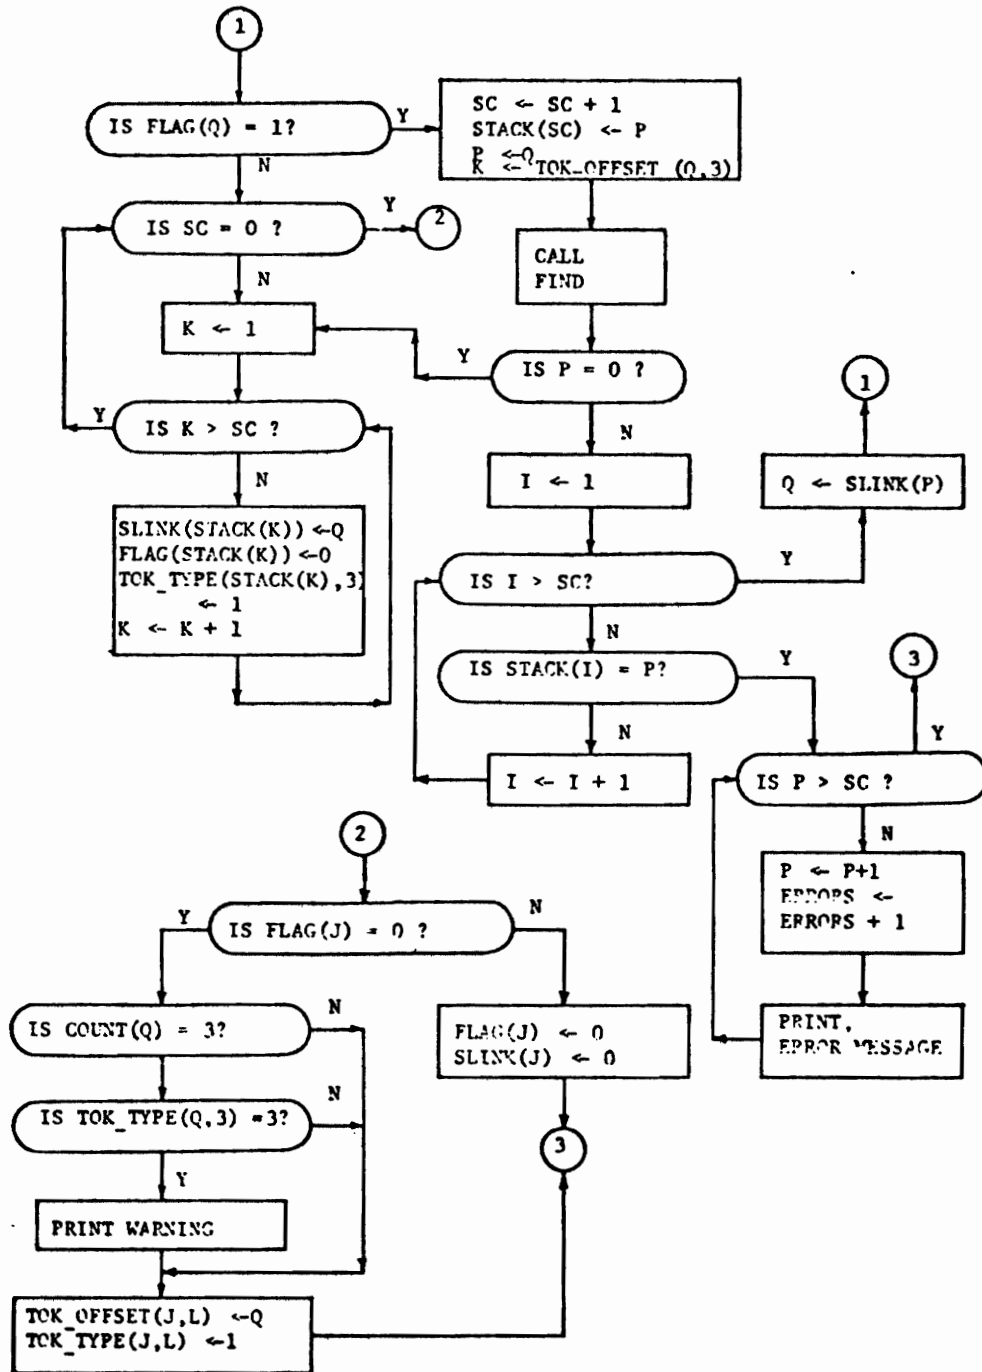 1
IS FLAG(Q) = 1?
Y
N
SC <- SC + 1
STACK(SC) <- P
P <-Q
K <- TOK_OFFSET (Q,3)
IS SC = 0 ?
Y
2
N
CALL
FIND
K <- 1
IS P = 0 ?
Y
N
IS K > SC ?
Y
N
1
I <- 1
Q <- SLINK(P)
SLINK(STACK(K)) <-Q
FLAG(STACK(K)) <-0
TOK_TYPE(STACK(K),3)
<- 1
K <- K + 1
IS I > SC?
Y
N
IS STACK(I) = P?
Y
N
3
Y
I <- I + 1
IS P > SC ?
N
2
P <- P+1
ERRORS <-
ERRORS + 1
IS FLAG(J) = 0 ?
Y
N
IS COUNT(Q) = 3?
N
FLAG(J) <- 0
SLINK(J) <- 0
PRINT,
ERROR MESSAGE
IS TOK_TYPE(Q,3) =3?
N
Y
3
PRINT WARNING
TOK_OFFSET(J,L) <-Q
TOK_TYPE(J,L) <-1